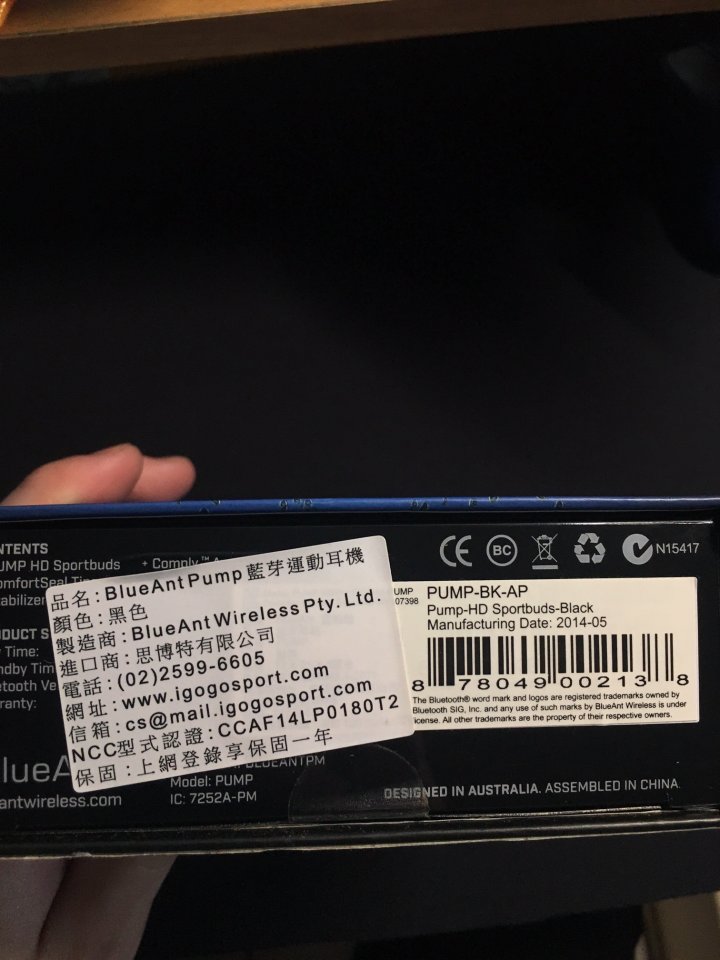 CE BC N15417
UMP HD Sportbuds + Comply™
品名:BlueAnt Pump 藍芽運動耳機
顏色:黑色
製造商:BlueAnt Wireless Pty. Ltd.
進口商:思博特有限公司
電話:(02)2599-6605
網址:www.igogosport.com
信箱:cs@mail.igogosport.com
NCC型式認證:CCAF14LP0180T2
保固:上網登錄享保固一年
Time:
ndby Tim
etooth Ve
ranty:
lueA
antwireless.com
BLUEANTPM
Model: PUMP
IC: 7252A-PM
UMP
07398
PUMP-BK-AP
Pump-HD Sportbuds-Black
Manufacturing Date: 2014-05
8 78049 00213 8
The Bluetooth® word mark and logos are registered trademarks owned by
Bluetooth SIG, Inc. and any use of such marks by BlueAnt Wireless is under
license. All other trademarks are the property of their respective owners.
DESIGNED IN AUSTRALIA. ASSEMBLED IN CHINA.